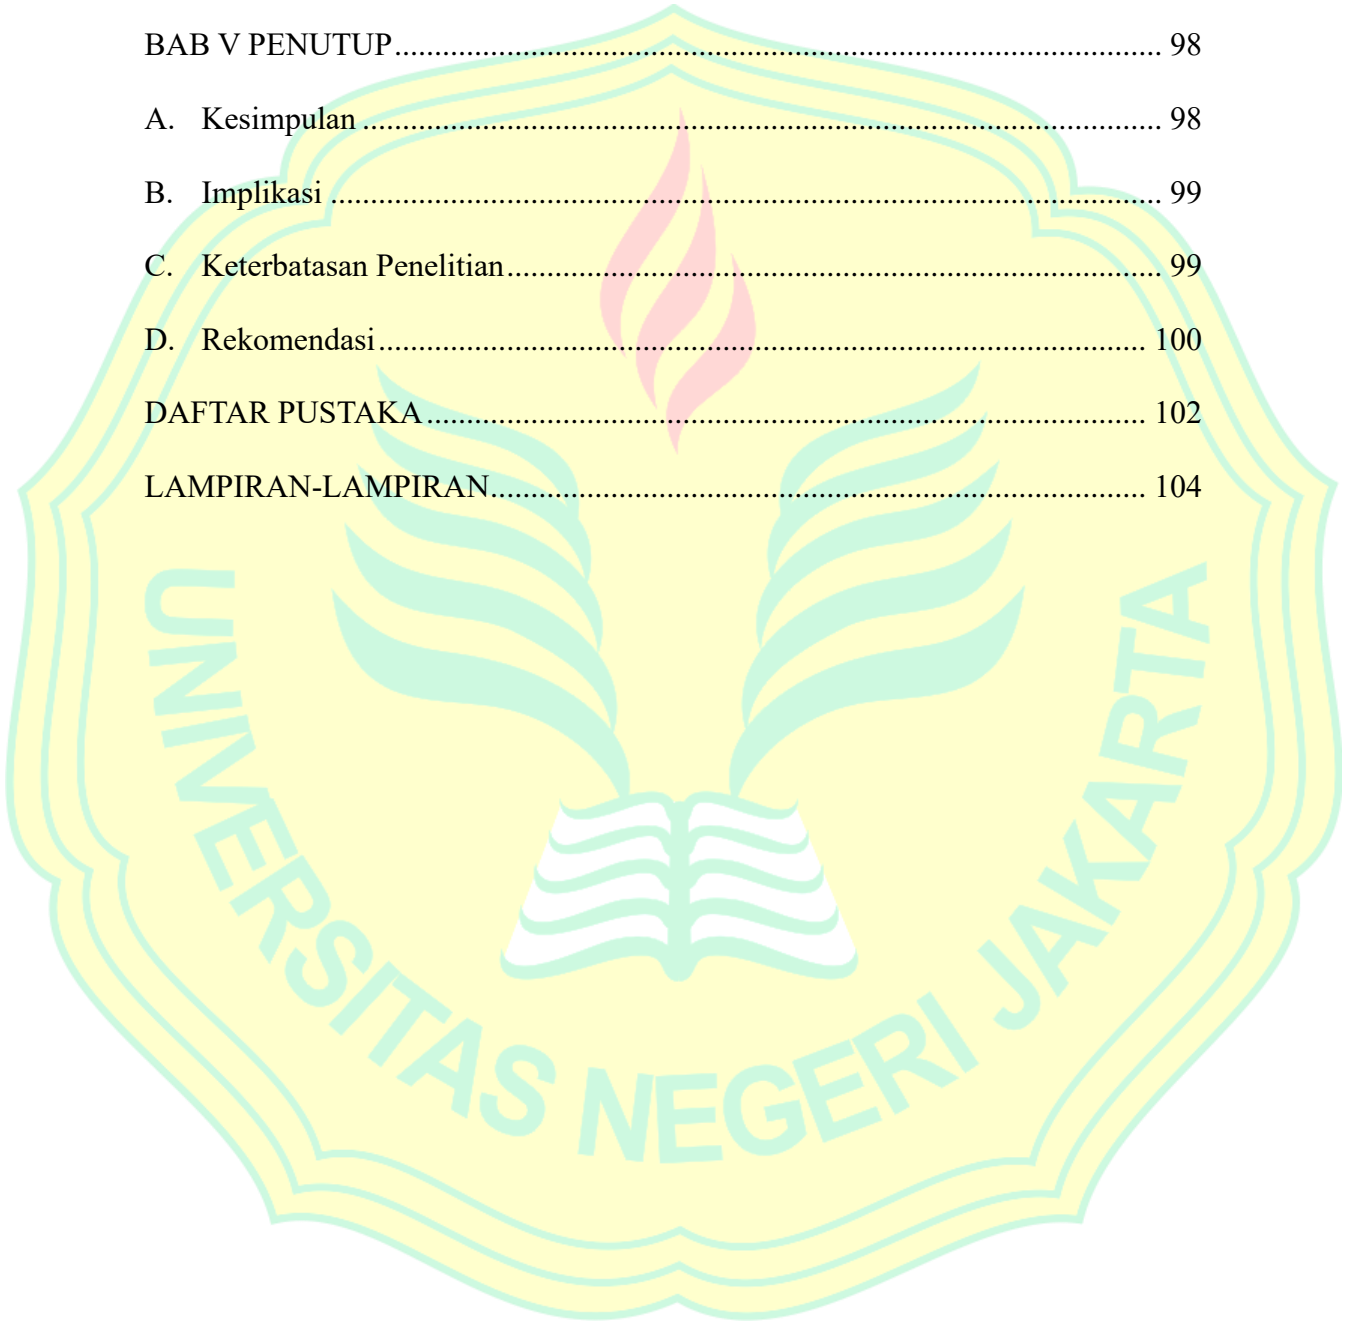 BAB V PENUTUP.............................................................................................. 98
A. Kesimpulan .................................................................................................. 98
B. Implikasi ...................................................................................................... 99
C. Keterbatasan Penelitian................................................................................ 99
D. Rekomendasi.............................................................................................. 100
DAFTAR PUSTAKA........................................................................................ 102
LAMPIRAN-LAMPIRAN................................................................................ 104
UNIVERSITAS NEGERI JAKARTA